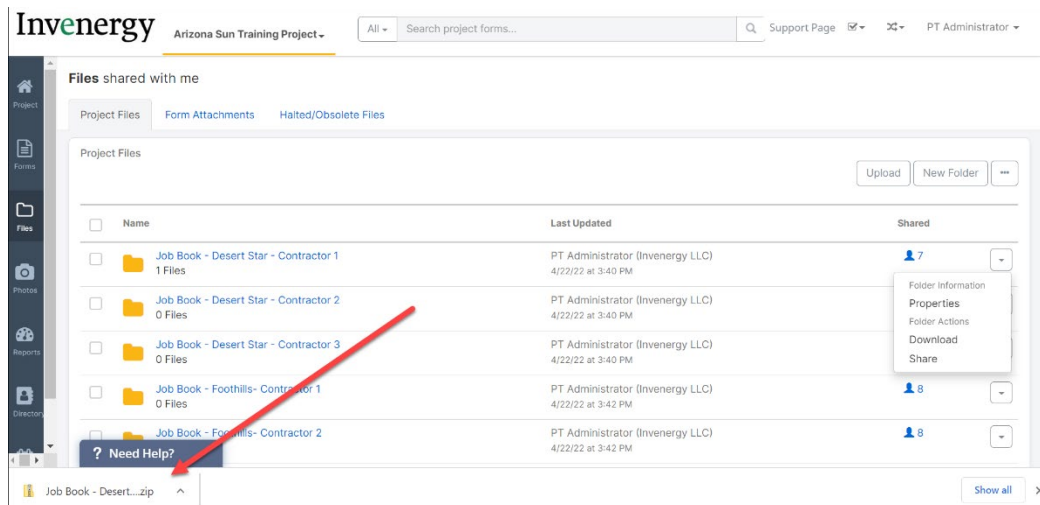 Invenergy
Arizona Sun Training Project
All
Search project forms...
Support Page
PT Administrator
Project
Forms
Files
Photos
Reports
Directory
Files shared with me
Project Files
Form Attachments
Halted/Obsolete Files
Project Files
Upload
New Folder
Name
Last Updated
Shared
Job Book - Desert Star - Contractor 1
1 Files
PT Administrator (Invenergy LLC)
4/22/22 at 3:40 PM
7
Folder Information
Properties
Folder Actions
Download
Share
Job Book - Desert Star - Contractor 2
0 Files
PT Administrator (Invenergy LLC)
4/22/22 at 3:40 PM
Job Book - Desert Star - Contractor 3
0 Files
PT Administrator (Invenergy LLC)
4/22/22 at 3:40 PM
Job Book - Foothills- Contractor 1
0 Files
PT Administrator (Invenergy LLC)
4/22/22 at 3:42 PM
8
Job Book - Foothills- Contractor 2
PT Administrator (Invenergy LLC)
4/22/22 at 3:42 PM
8
? Need Help?
Job Book - Desert....zip
Show all